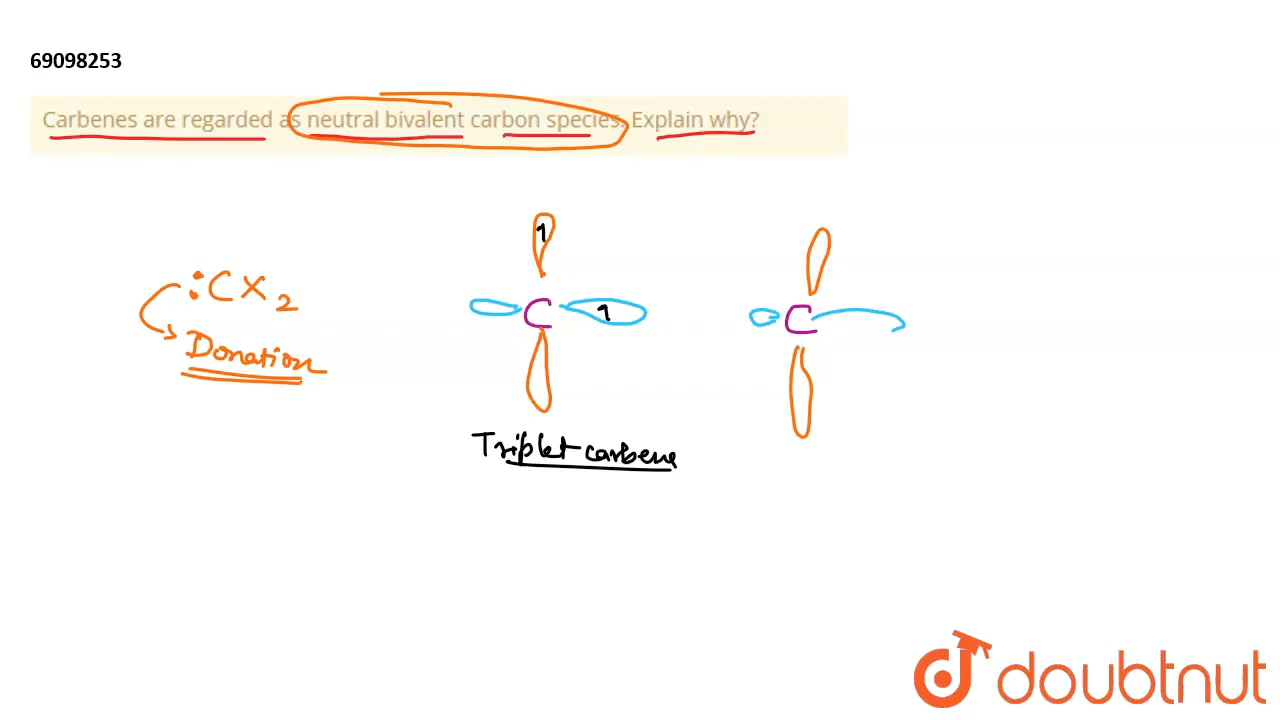 69098253
Carbenes are regarded as neutral bivalent carbon species. Explain why?
:CX2
Donation
1
C
1
C
Triplet carbene
doubtnut